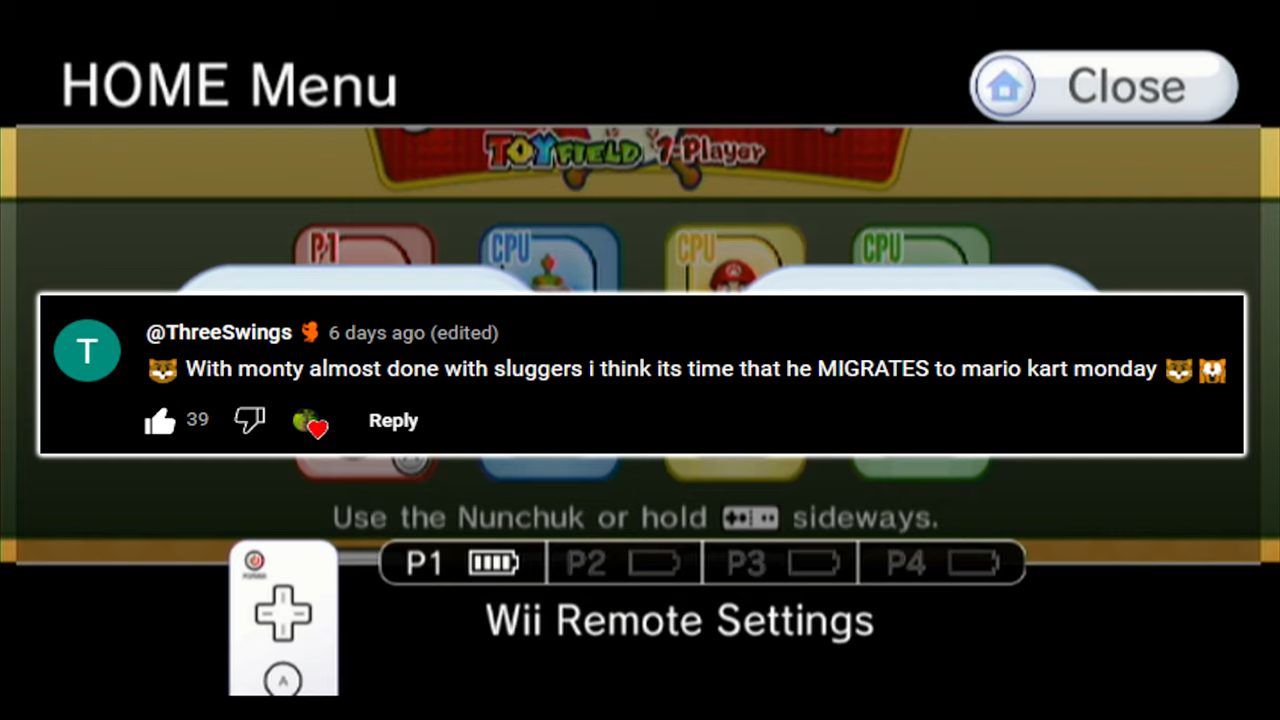 HOME Menu
Close
TOY FIELD 1-Player
P1
CPU
CPU
CPU
T
@ThreeSwings 6 days ago (edited)
With monty almost done with sluggers i think its time that he MIGRATES to mario kart monday
39
Reply
Use the Nunchuk or hold sideways.
POWER
P1
P2
P3
P4
Wii Remote Settings
A